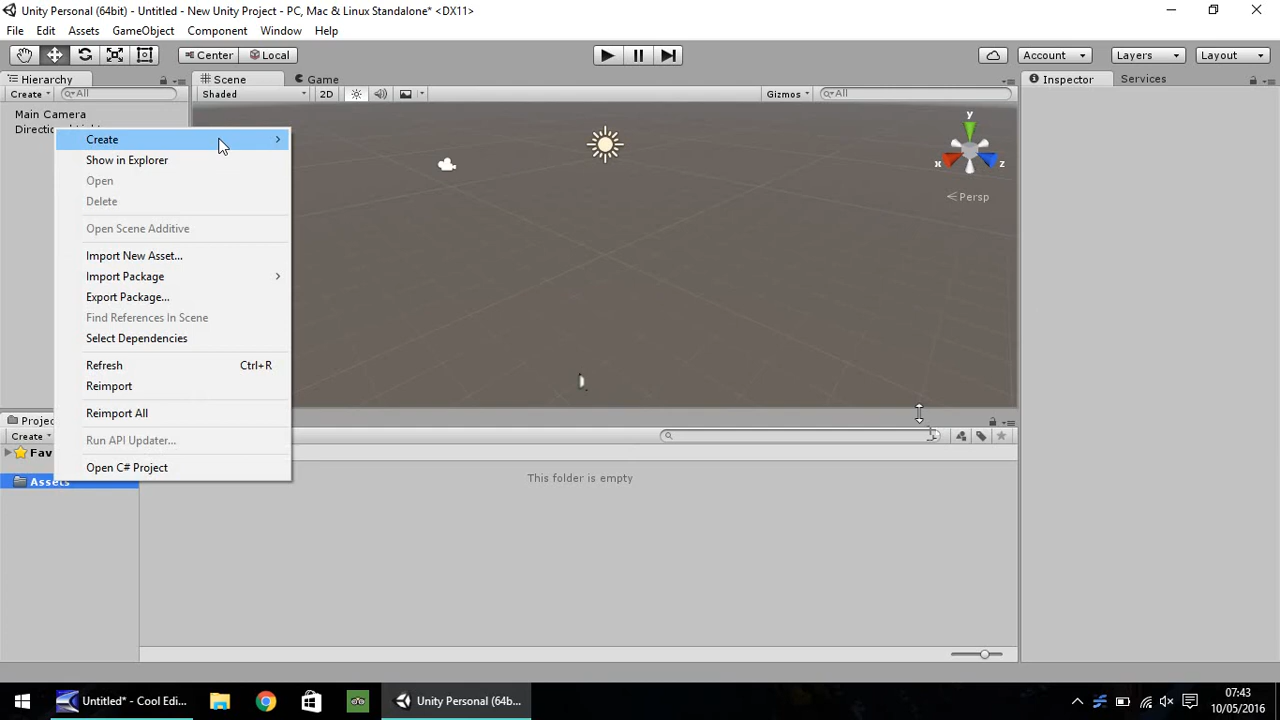 Unity Personal (64bit) - Untitled - New Unity Project - PC, Mac & Linux Standalone* <DX11>
File Edit Assets GameObject Component Window Help
Center Local Account Layers Layout
Hierarchy Scene Game Inspector Services
Create All Shaded 2D Gizmos All
Main Camera
Create
Show in Explorer
Open
Delete
Open Scene Additive
Import New Asset...
Import Package
Export Package...
Find References In Scene
Select Dependencies
Refresh Ctrl+R
Reimport
Reimport All
Run API Updater...
Open C# Project
y
x z
Persp
Create
Fav
Assets
This folder is empty
Untitled* - Cool Edi... Unity Personal (64b...
07:43
10/05/2016